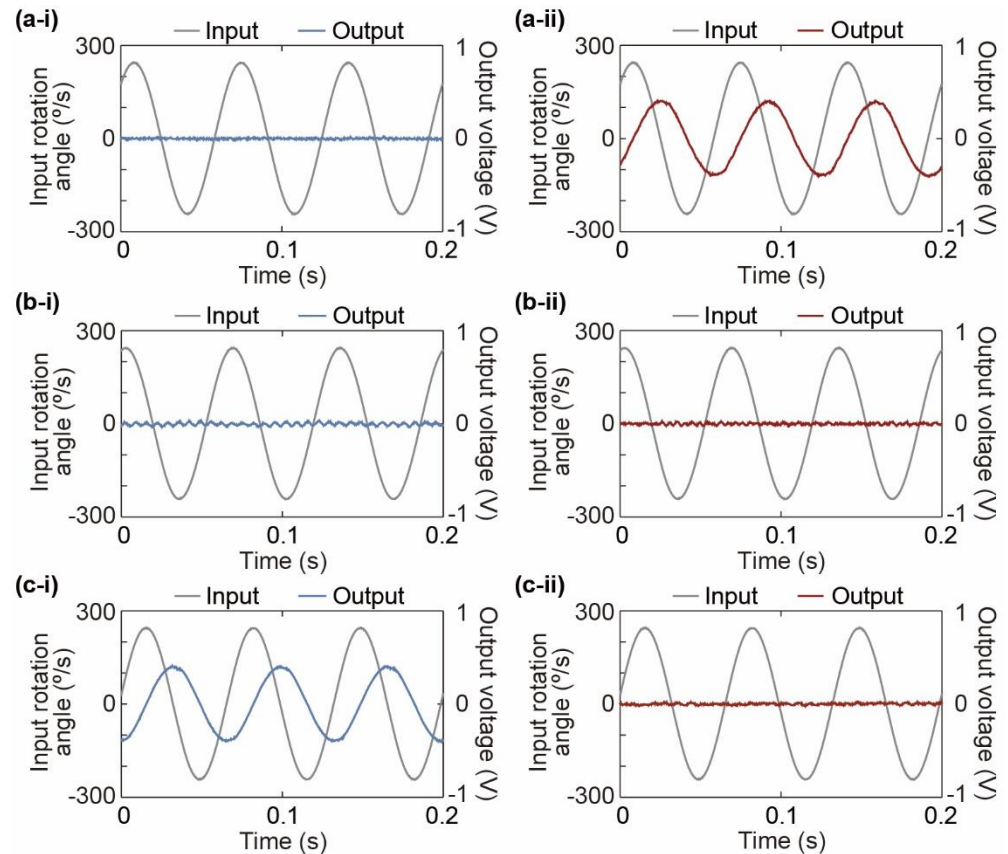 (a-i)
Input Output
300
0
-300
Input rotation
angle (º/s)
1
0
-1
Output voltage (V)
0 0.1 0.2
Time (s)
(a-ii)
Input Output
300
0
-300
Input rotation
angle (º/s)
1
0
-1
Output voltage (V)
0 0.1 0.2
Time (s)
(b-i)
Input Output
300
0
-300
Input rotation
angle (º/s)
1
0
-1
Output voltage (V)
0 0.1 0.2
Time (s)
(b-ii)
Input Output
300
0
-300
Input rotation
angle (º/s)
1
0
-1
Output voltage (V)
0 0.1 0.2
Time (s)
(c-i)
Input Output
300
0
-300
Input rotation
angle (º/s)
1
0
-1
Output voltage (V)
0 0.1 0.2
Time (s)
(c-ii)
Input Output
300
0
-300
Input rotation
angle (º/s)
1
0
-1
Output voltage (V)
0 0.1 0.2
Time (s)